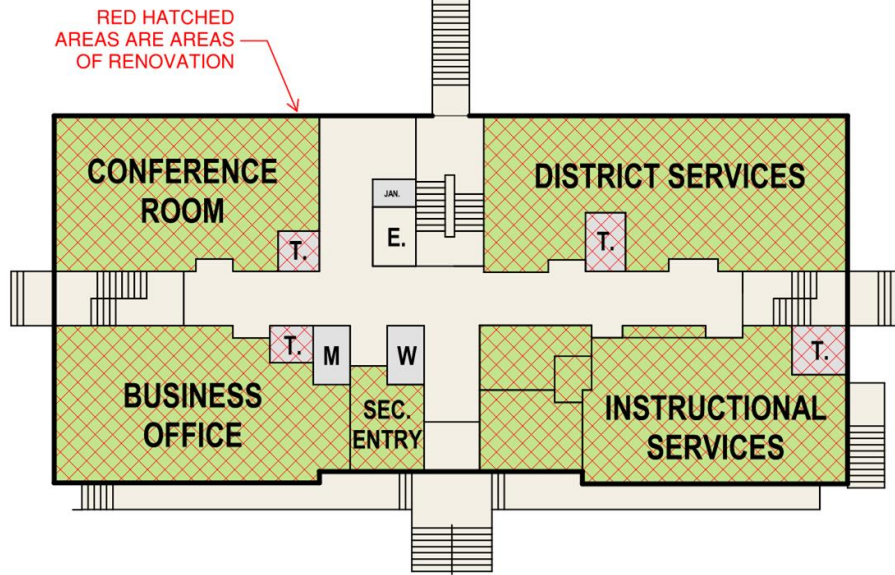 RED HATCHED
AREAS ARE AREAS
OF RENOVATION
CONFERENCE
ROOM
T.
JAN.
E.
DISTRICT SERVICES
T.
BUSINESS
OFFICE
T.
M
W
SEC.
ENTRY
INSTRUCTIONAL
SERVICES
T.